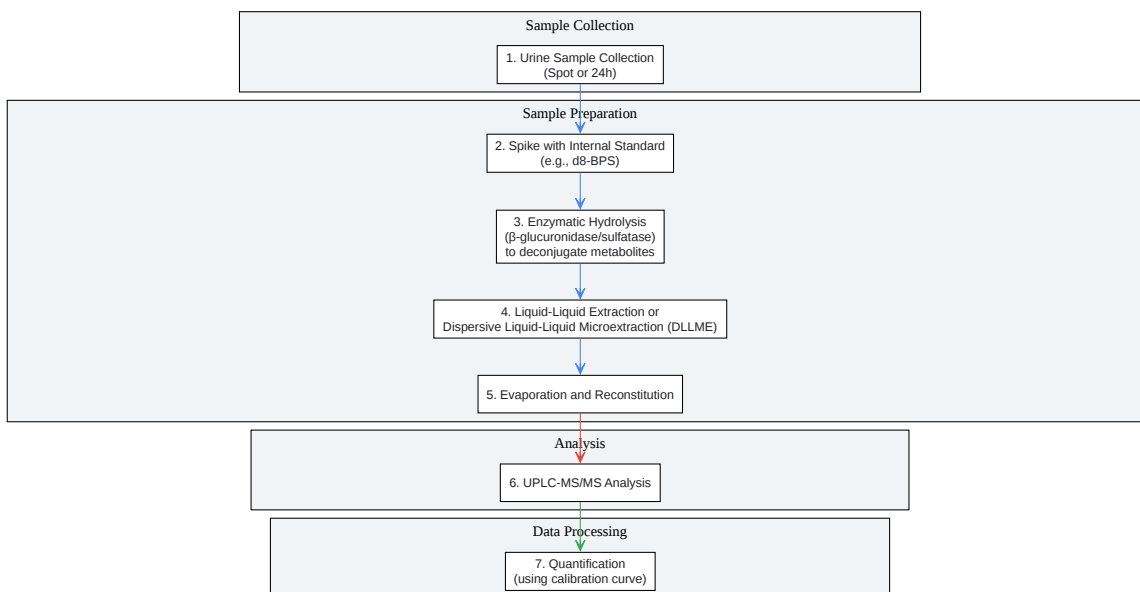 Sample Collection
1. Urine Sample Collection
(Spot or 24h)
Sample Preparation
2. Spike with Internal Standard
(e.g., d8-BPS)
3. Enzymatic Hydrolysis
(β-glucuronidase/sulfatase)
to deconjugate metabolites
4. Liquid-Liquid Extraction or
Dispersive Liquid-Liquid Microextraction (DLLME)
5. Evaporation and Reconstitution
Analysis
6. UPLC-MS/MS Analysis
Data Processing
7. Quantification
(using calibration curve)